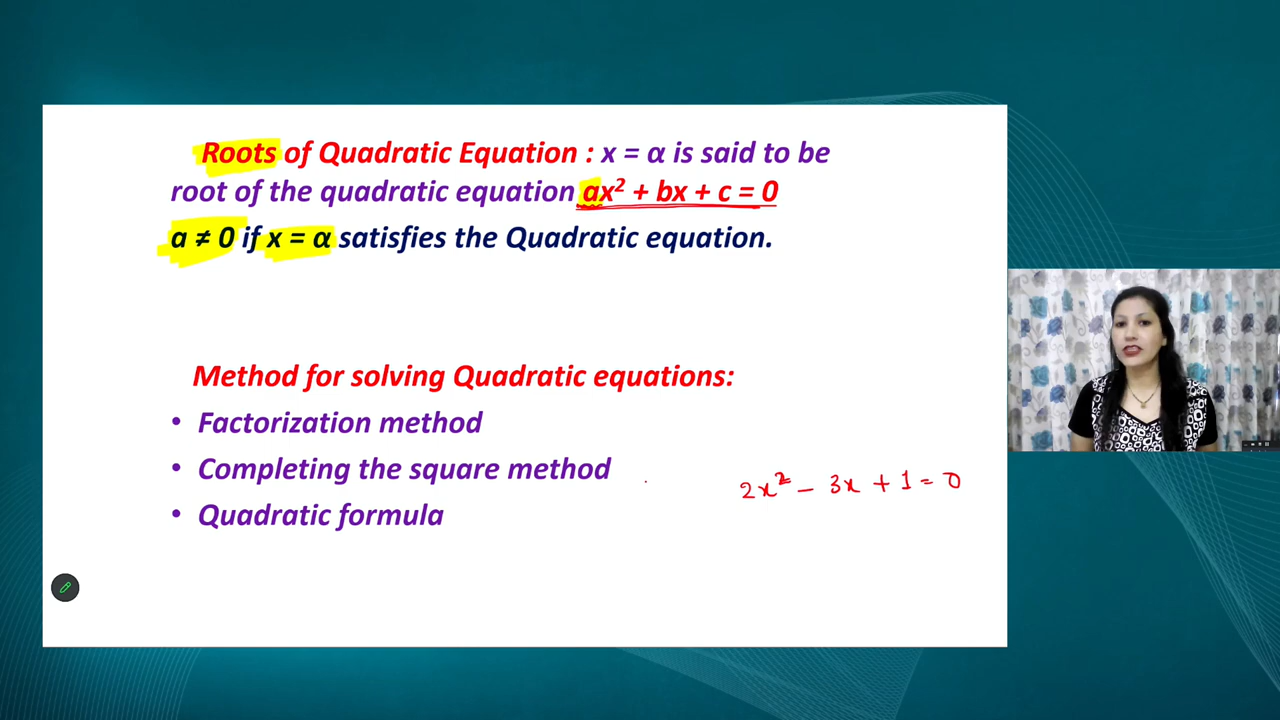 Roots of Quadratic Equation : x = α is said to be
root of the quadratic equation ax² + bx + c = 0
a ≠ 0 if x = α satisfies the Quadratic equation.
Method for solving Quadratic equations:
• Factorization method
• Completing the square method
2x² - 3x + 1 = 0
• Quadratic formula